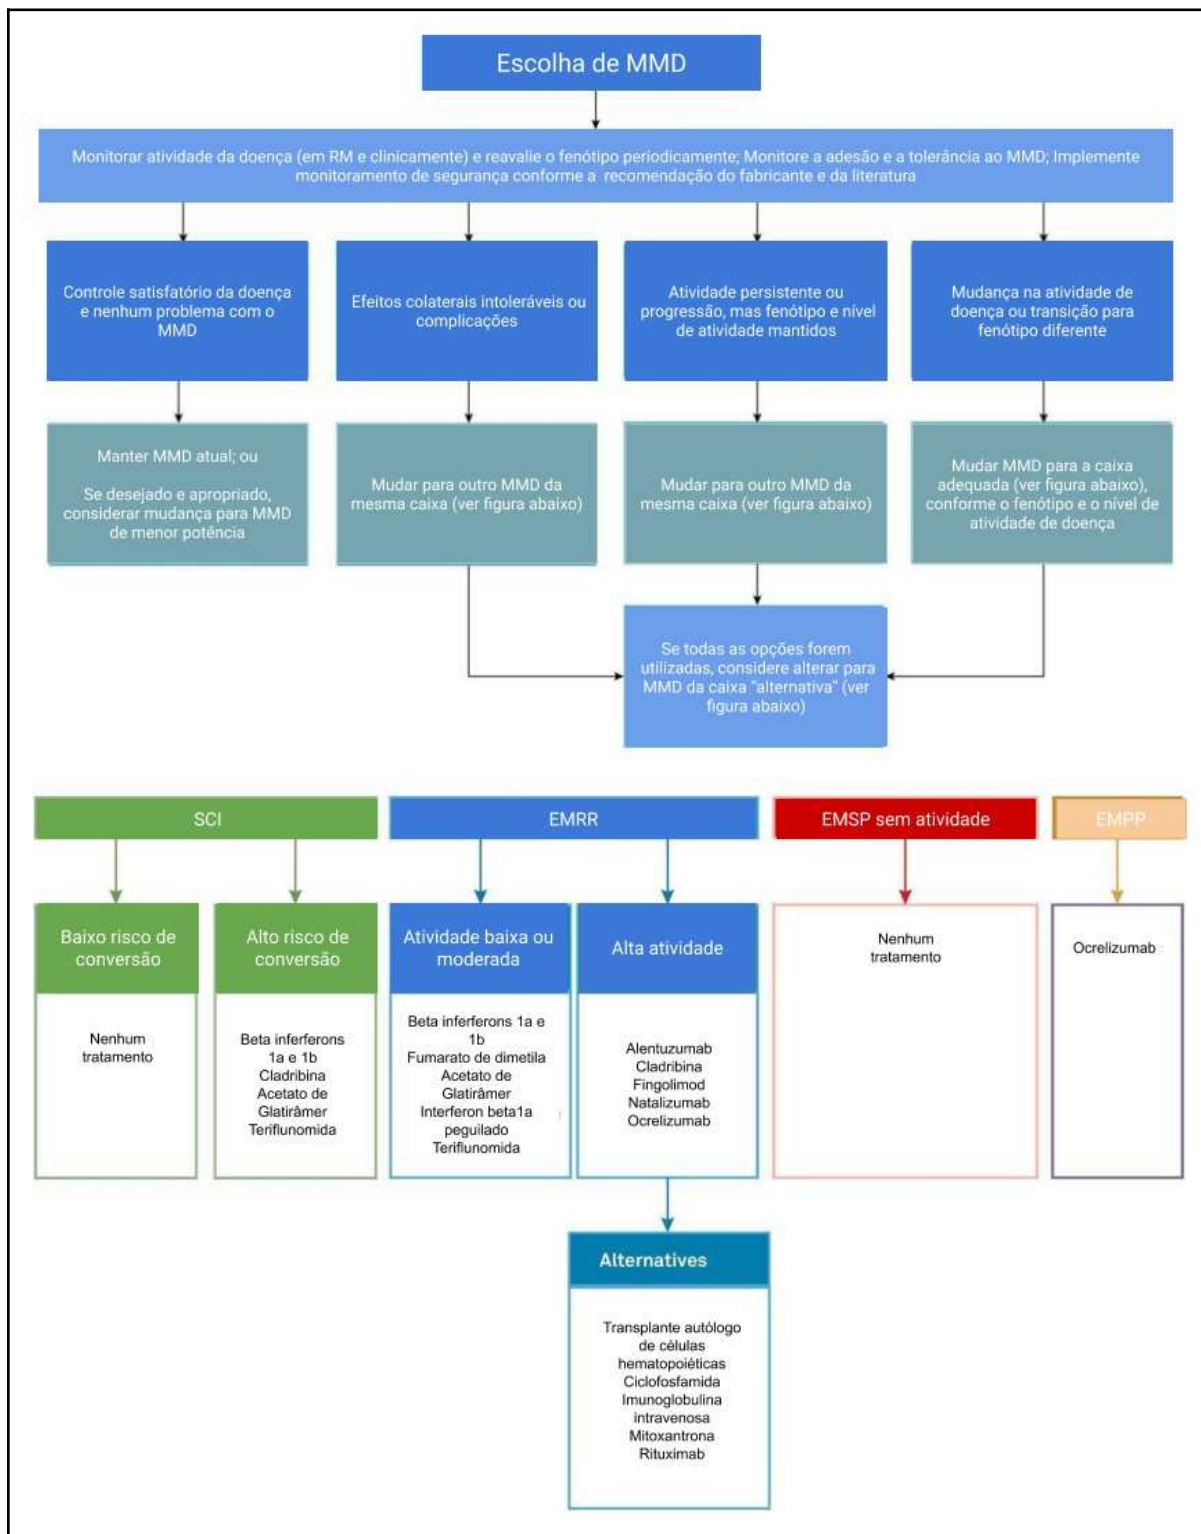 Escolha de MMD
Monitorar atividade da doença (em RM e clinicamente) e reavalie o fenótipo periodicamente; Monitore a adesão e a tolerância ao MMD; Implemente
monitoramento de segurança conforme a recomendação do fabricante e da literatura
Controle satisfatório da doença
e nenhum problema com o
MMD
Efeitos colaterais intoleráveis ou
complicações
Atividade persistente ou
progressão, mas fenótipo e nível
de atividade mantidos
Mudança na atividade de
doença ou transição para
fenótipo diferente
Manter MMD atual; ou
Se desejado e apropriado,
considerar mudança para MMD
de menor potência
Mudar para outro MMD da
mesma caixa (ver figura abaixo)
Mudar para outro MMD da
mesma caixa (ver figura abaixo)
Mudar MMD para a caixa
adequada (ver figura abaixo),
conforme o fenótipo e o nível de
atividade de doença
Se todas as opções forem
utilizadas, considere alterar para
MMD da caixa "alternativa" (ver
figura abaixo)
SCI
EMRR
EMSP sem atividade
EMPP
Baixo risco de
conversão
Nenhum
tratamento
Alto risco de
conversão
Beta inferferons
1a e 1b
Cladribina
Acetato de
Glatirâmer
Teriflunomida
Atividade baixa ou
moderada
Beta inferferons 1a e
1b
Fumarato de dimetila
Acetato de
Glatirâmer
Interferon beta1a
peguilado
Teriflunomida
Alta atividade
Alentuzumab
Cladribina
Fingolimod
Natalizumab
Ocrelizumab
Nenhum
tratamento
Ocrelizumab
Alternatives
Transplante autólogo
de células
hematopoiéticas
Ciclofosfamida
Imunoglobulina
intravenosa
Mitoxantrona
Rituximab